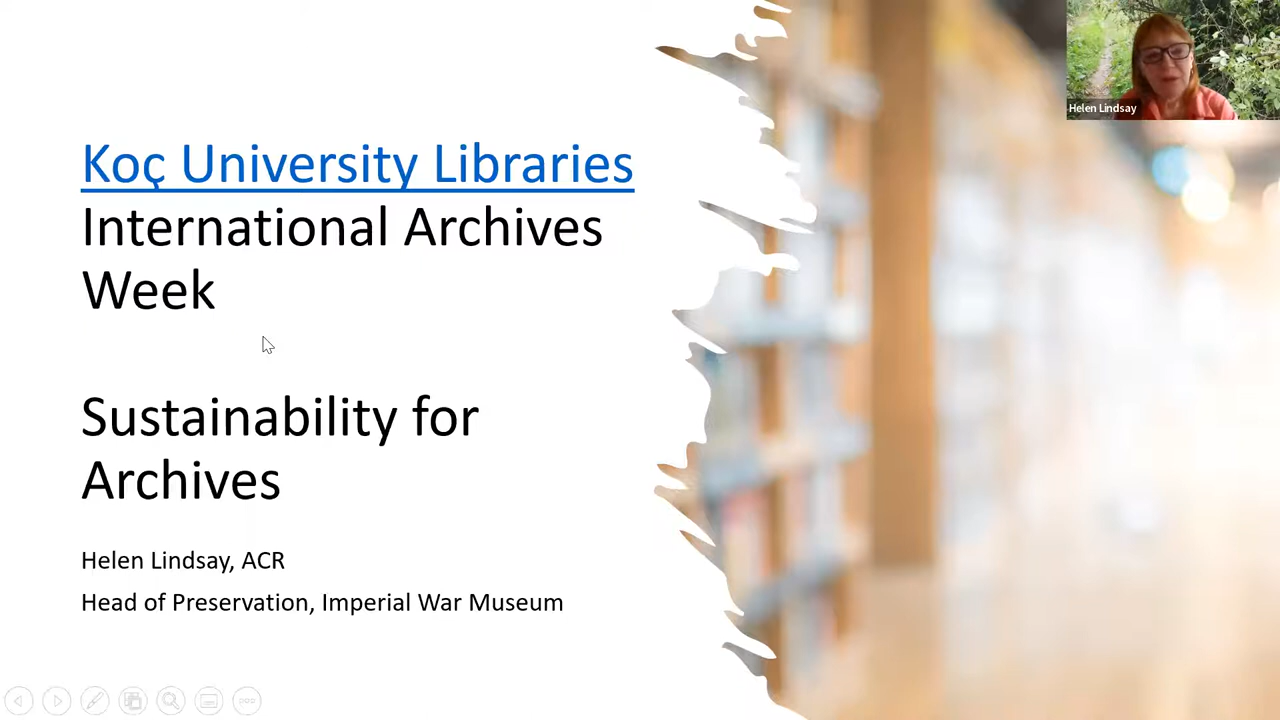 Helen Lindsay
Koç University Libraries
International Archives
Week
Sustainability for
Archives
Helen Lindsay, ACR
Head of Preservation, Imperial War Museum